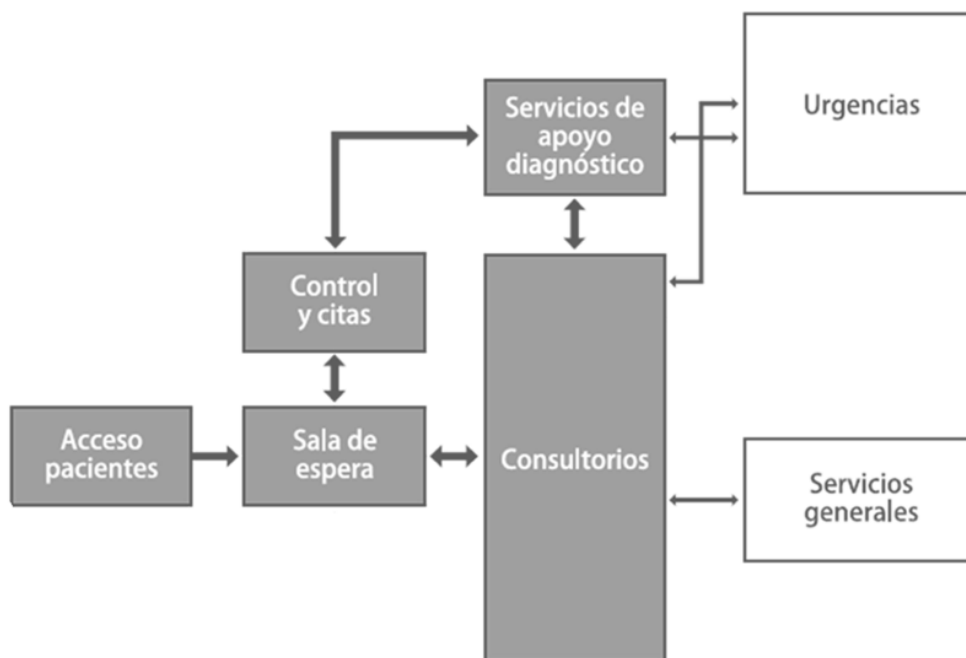 Urgencias
Servicios de
apoyo
diagnóstico
Control
y citas
Acceso
pacientes
Sala de
espera
Consultorios
Servicios
generales